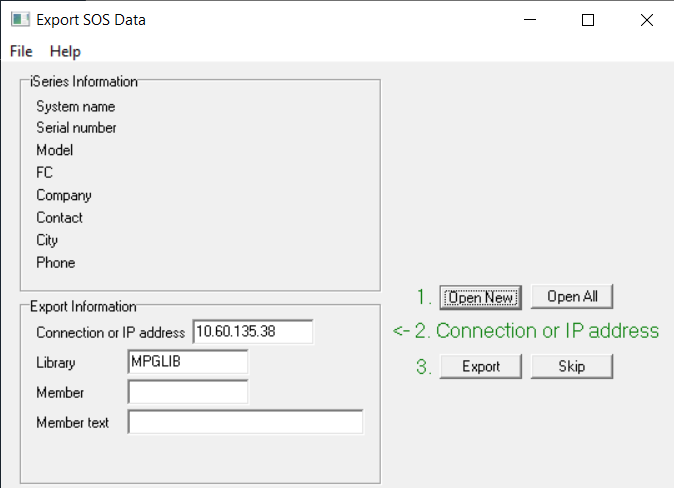 Export SOS Data
File Help
iSeries Information
System name
Serial number
Model
FC
Company
Contact
City
Phone
Export Information
Connection or IP address 10.60.135.38
Library MPGLIB
Member
Member text
1. Open New Open All
<- 2. Connection or IP address
3. Export Skip